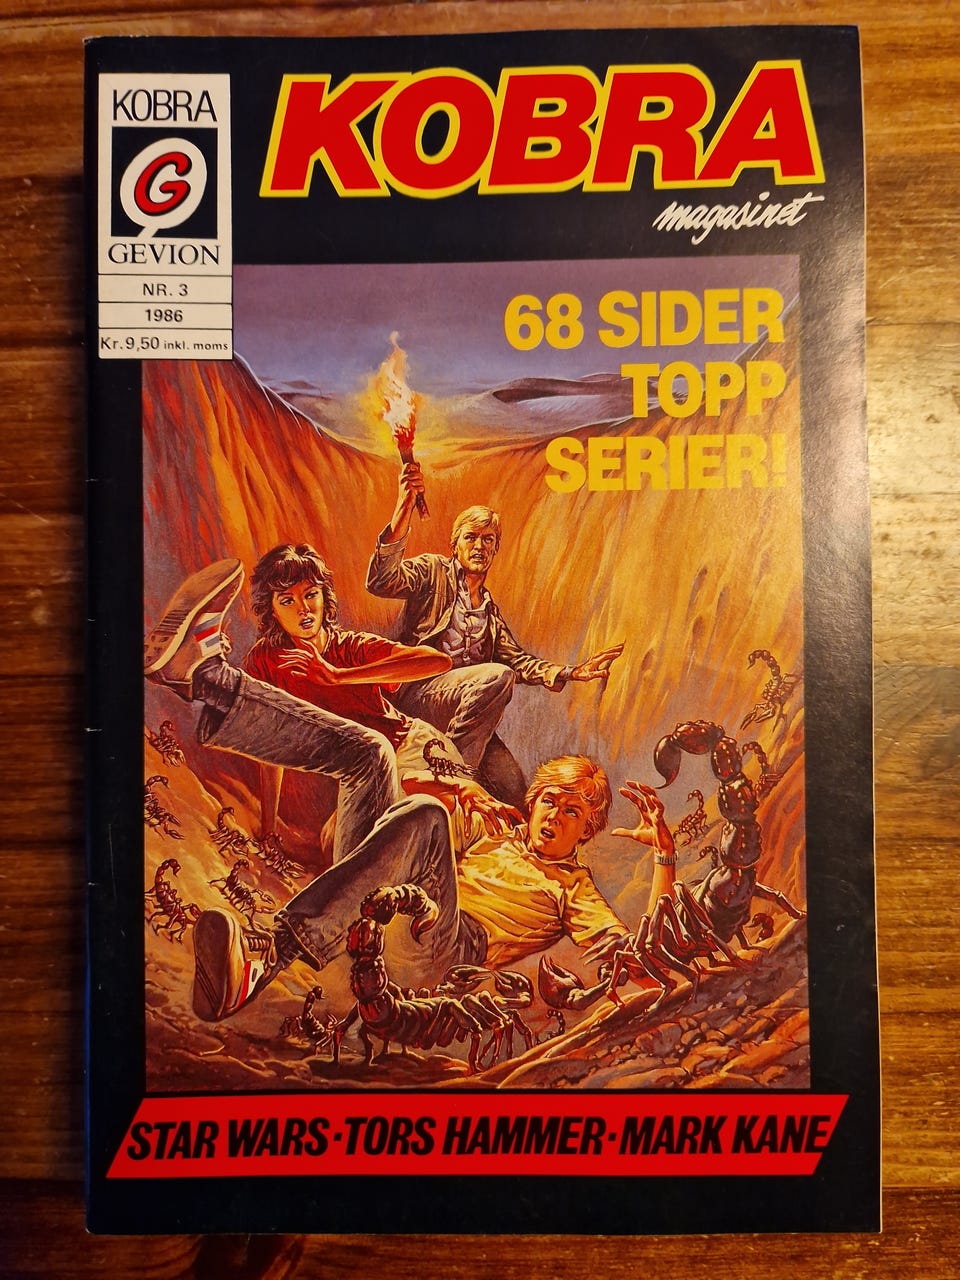 KOBRA
G
GEVION
NR. 3
1986
Kr.9,50 inkl. moms
KOBRA
magasinet
68 SIDER
TOPP
SERIER!
STAR WARS·TORS HAMMER·MARK KANE